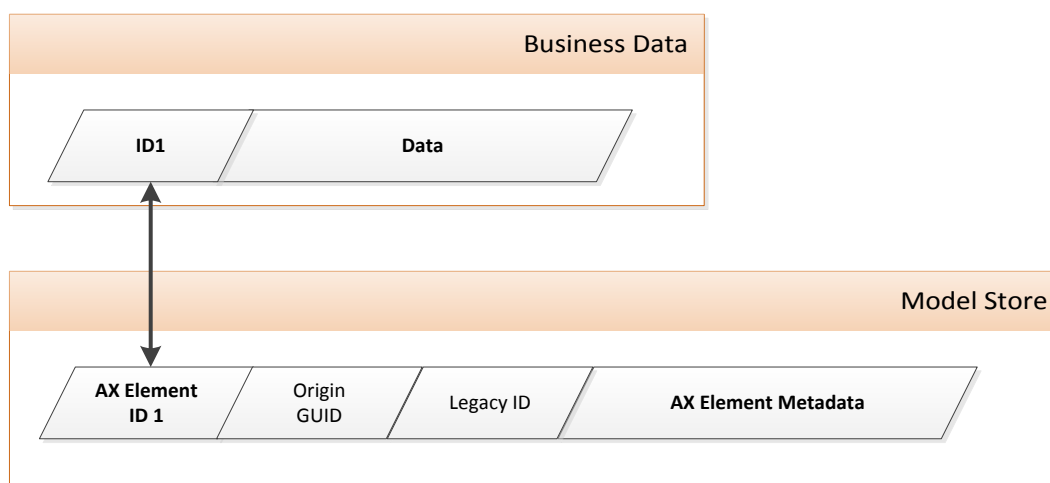 Business Data
ID1
Data
Model Store
AX Element
ID 1
Origin
GUID
Legacy ID
AX Element Metadata